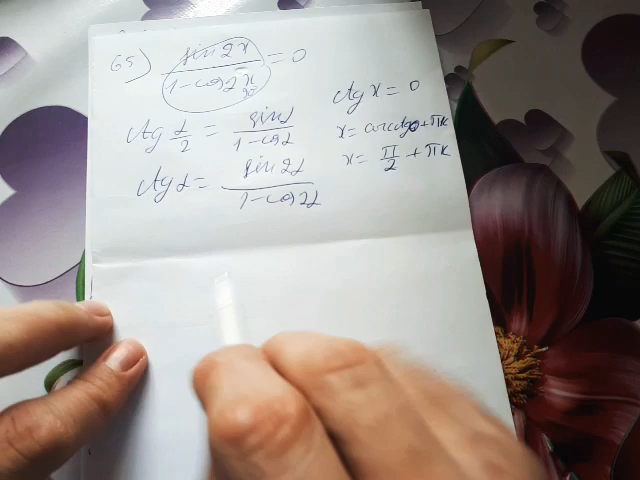 65) sin2x / 1-cos2x = 0
ctg α/2 = sinα / 1-cosα
ctgα = sin2α / 1-cos2α
ctg x = 0
x = arcctg0+πk
x = π/2 + πk